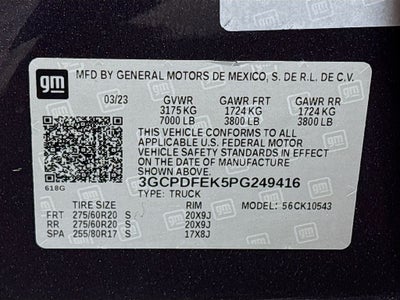 gm
MFD BY GENERAL MOTORS DE MEXICO, S. DE R.L. DE C.V.
03/23 GVWR GAWR FRT GAWR RR
3175 KG 1724 KG 1724 KG
7000 LB 3800 LB 3800 LB
THIS VEHICLE CONFORMS TO ALL
APPLICABLE U.S. FEDERAL MOTOR
VEHICLE SAFETY STANDARDS IN EFFECT
ON THE DATE OF MANUFACTURE
SHOWN ABOVE.
3GCPDFEK5PG249416
618G TYPE: TRUCK
TIRE SIZE RIM MODEL: 56CK10543
FRT 275/60R20 S 20X9J
RR 275/60R20 S 20X9J
SPA 255/80R17 S 17X8J